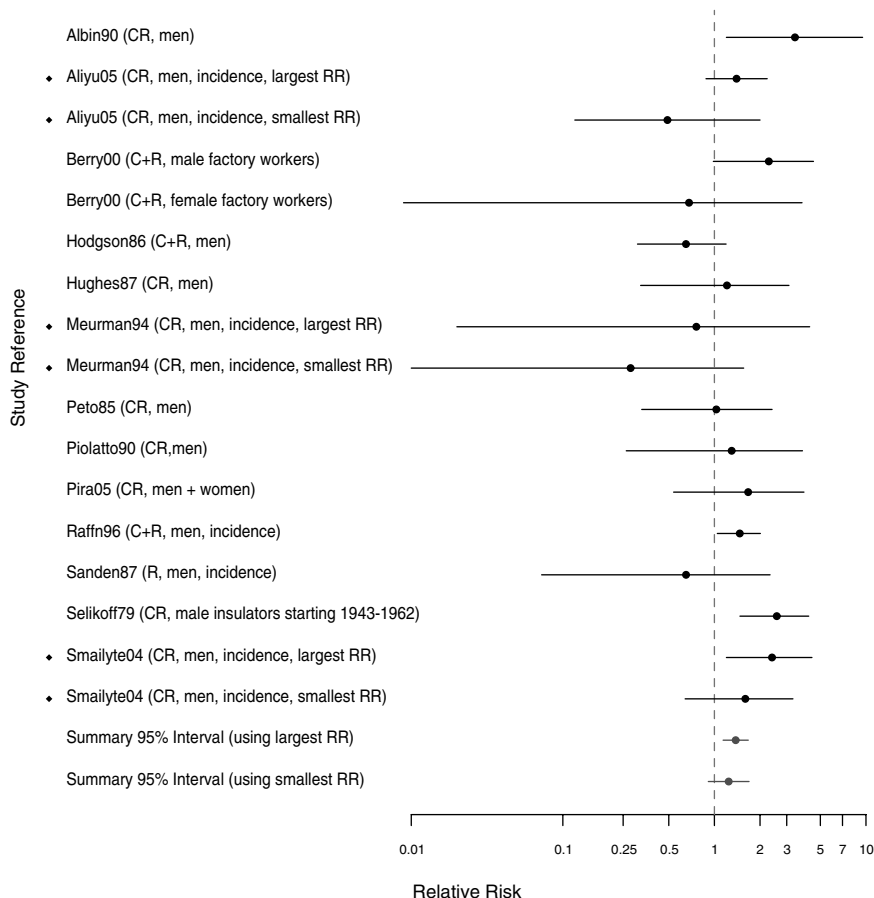 Albin90 (CR, men)
Aliyu05 (CR, men, incidence, largest RR)
Aliyu05 (CR, men, incidence, smallest RR)
Berry00 (C+R, male factory workers)
Berry00 (C+R, female factory workers)
Hodgson86 (C+R, men)
Hughes87 (CR, men)
Meurman94 (CR, men, incidence, largest RR)
Meurman94 (CR, men, incidence, smallest RR)
Peto85 (CR, men)
Piolatto90 (CR,men)
Pira05 (CR, men + women)
Raffn96 (C+R, men, incidence)
Sanden87 (R, men, incidence)
Selikoff79 (CR, male insulators starting 1943-1962)
Smailyte04 (CR, men, incidence, largest RR)
Smailyte04 (CR, men, incidence, smallest RR)
Summary 95% Interval (using largest RR)
Summary 95% Interval (using smallest RR)
Study Reference
0.01 0.1 0.25 0.5 1 2 3 5 7 10
Relative Risk